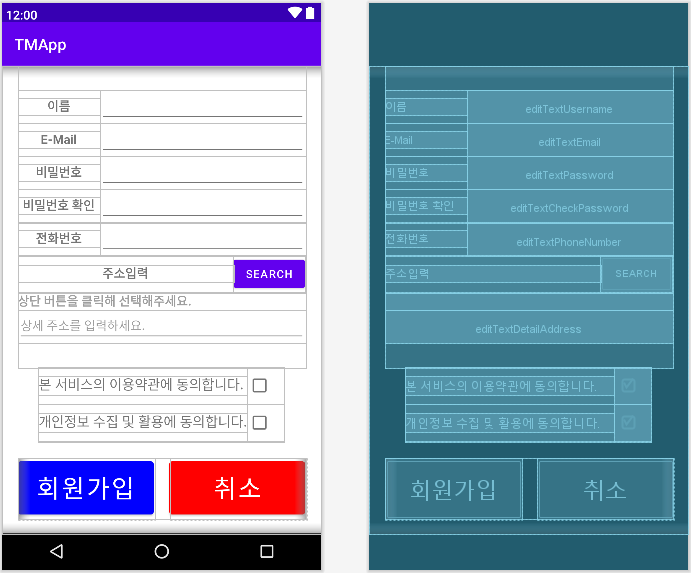 12:00
TMApp
이름
E-Mail
비밀번호
비밀번호 확인
전화번호
주소입력 SEARCH
상단 버튼을 클릭해 선택해주세요.
상세 주소를 입력하세요.
본 서비스의 이용약관에 동의합니다.
개인정보 수집 및 활용에 동의합니다.
회원가입 취소
이름 editTextUsername
E-Mail editTextEmail
비밀번호 editTextPassword
비밀번호 확인 editTextCheckPassword
전화번호 editTextPhoneNumber
주소입력 SEARCH
editTextDetailAddress
본 서비스의 이용약관에 동의합니다.
개인정보 수집 및 활용에 동의합니다.
회원가입 취소